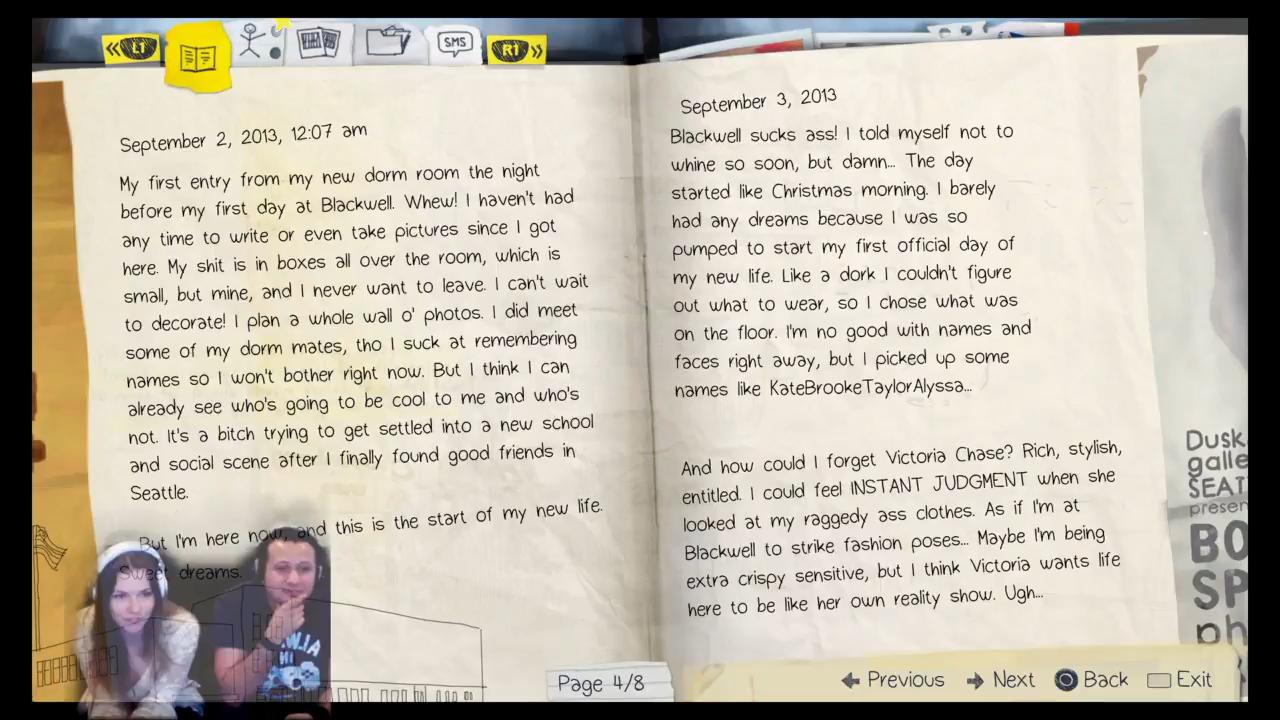 L1
SMS
R1
September 2, 2013, 12:07 am
My first entry from my new dorm room the night
before my first day at Blackwell. Whew! I haven't had
any time to write or even take pictures since I got
here. My shit is in boxes all over the room, which is
small, but mine, and I never want to leave. I can't wait
to decorate! I plan a whole wall o' photos. I did meet
some of my dorm mates, tho I suck at remembering
names so I won't bother right now. But I think I can
already see who's going to be cool to me and who's
not. It's a bitch trying to get settled into a new school
and social scene after I finally found good friends in
Seattle.
But I'm here now, and this is the start of my new life.
Sweet dreams.
September 3, 2013
Blackwell sucks ass! I told myself not to
whine so soon, but damn... The day
started like Christmas morning. I barely
had any dreams because I was so
pumped to start my first official day of
my new life. Like a dork I couldn't figure
out what to wear, so I chose what was
on the floor. I'm no good with names and
faces right away, but I picked up some
names like KateBrookeTaylorAlyssa...
And how could I forget Victoria Chase? Rich, stylish,
entitled. I could feel INSTANT JUDGMENT when she
looked at my raggedy ass clothes. As if I'm at
Blackwell to strike fashion poses... Maybe I'm being
extra crispy sensitive, but I think Victoria wants life
here to be like her own reality show. Ugh...
Dusk
galle
SEAT
presen
BO
SP
ph
Page 4/8
Previous
Next
Back
Exit